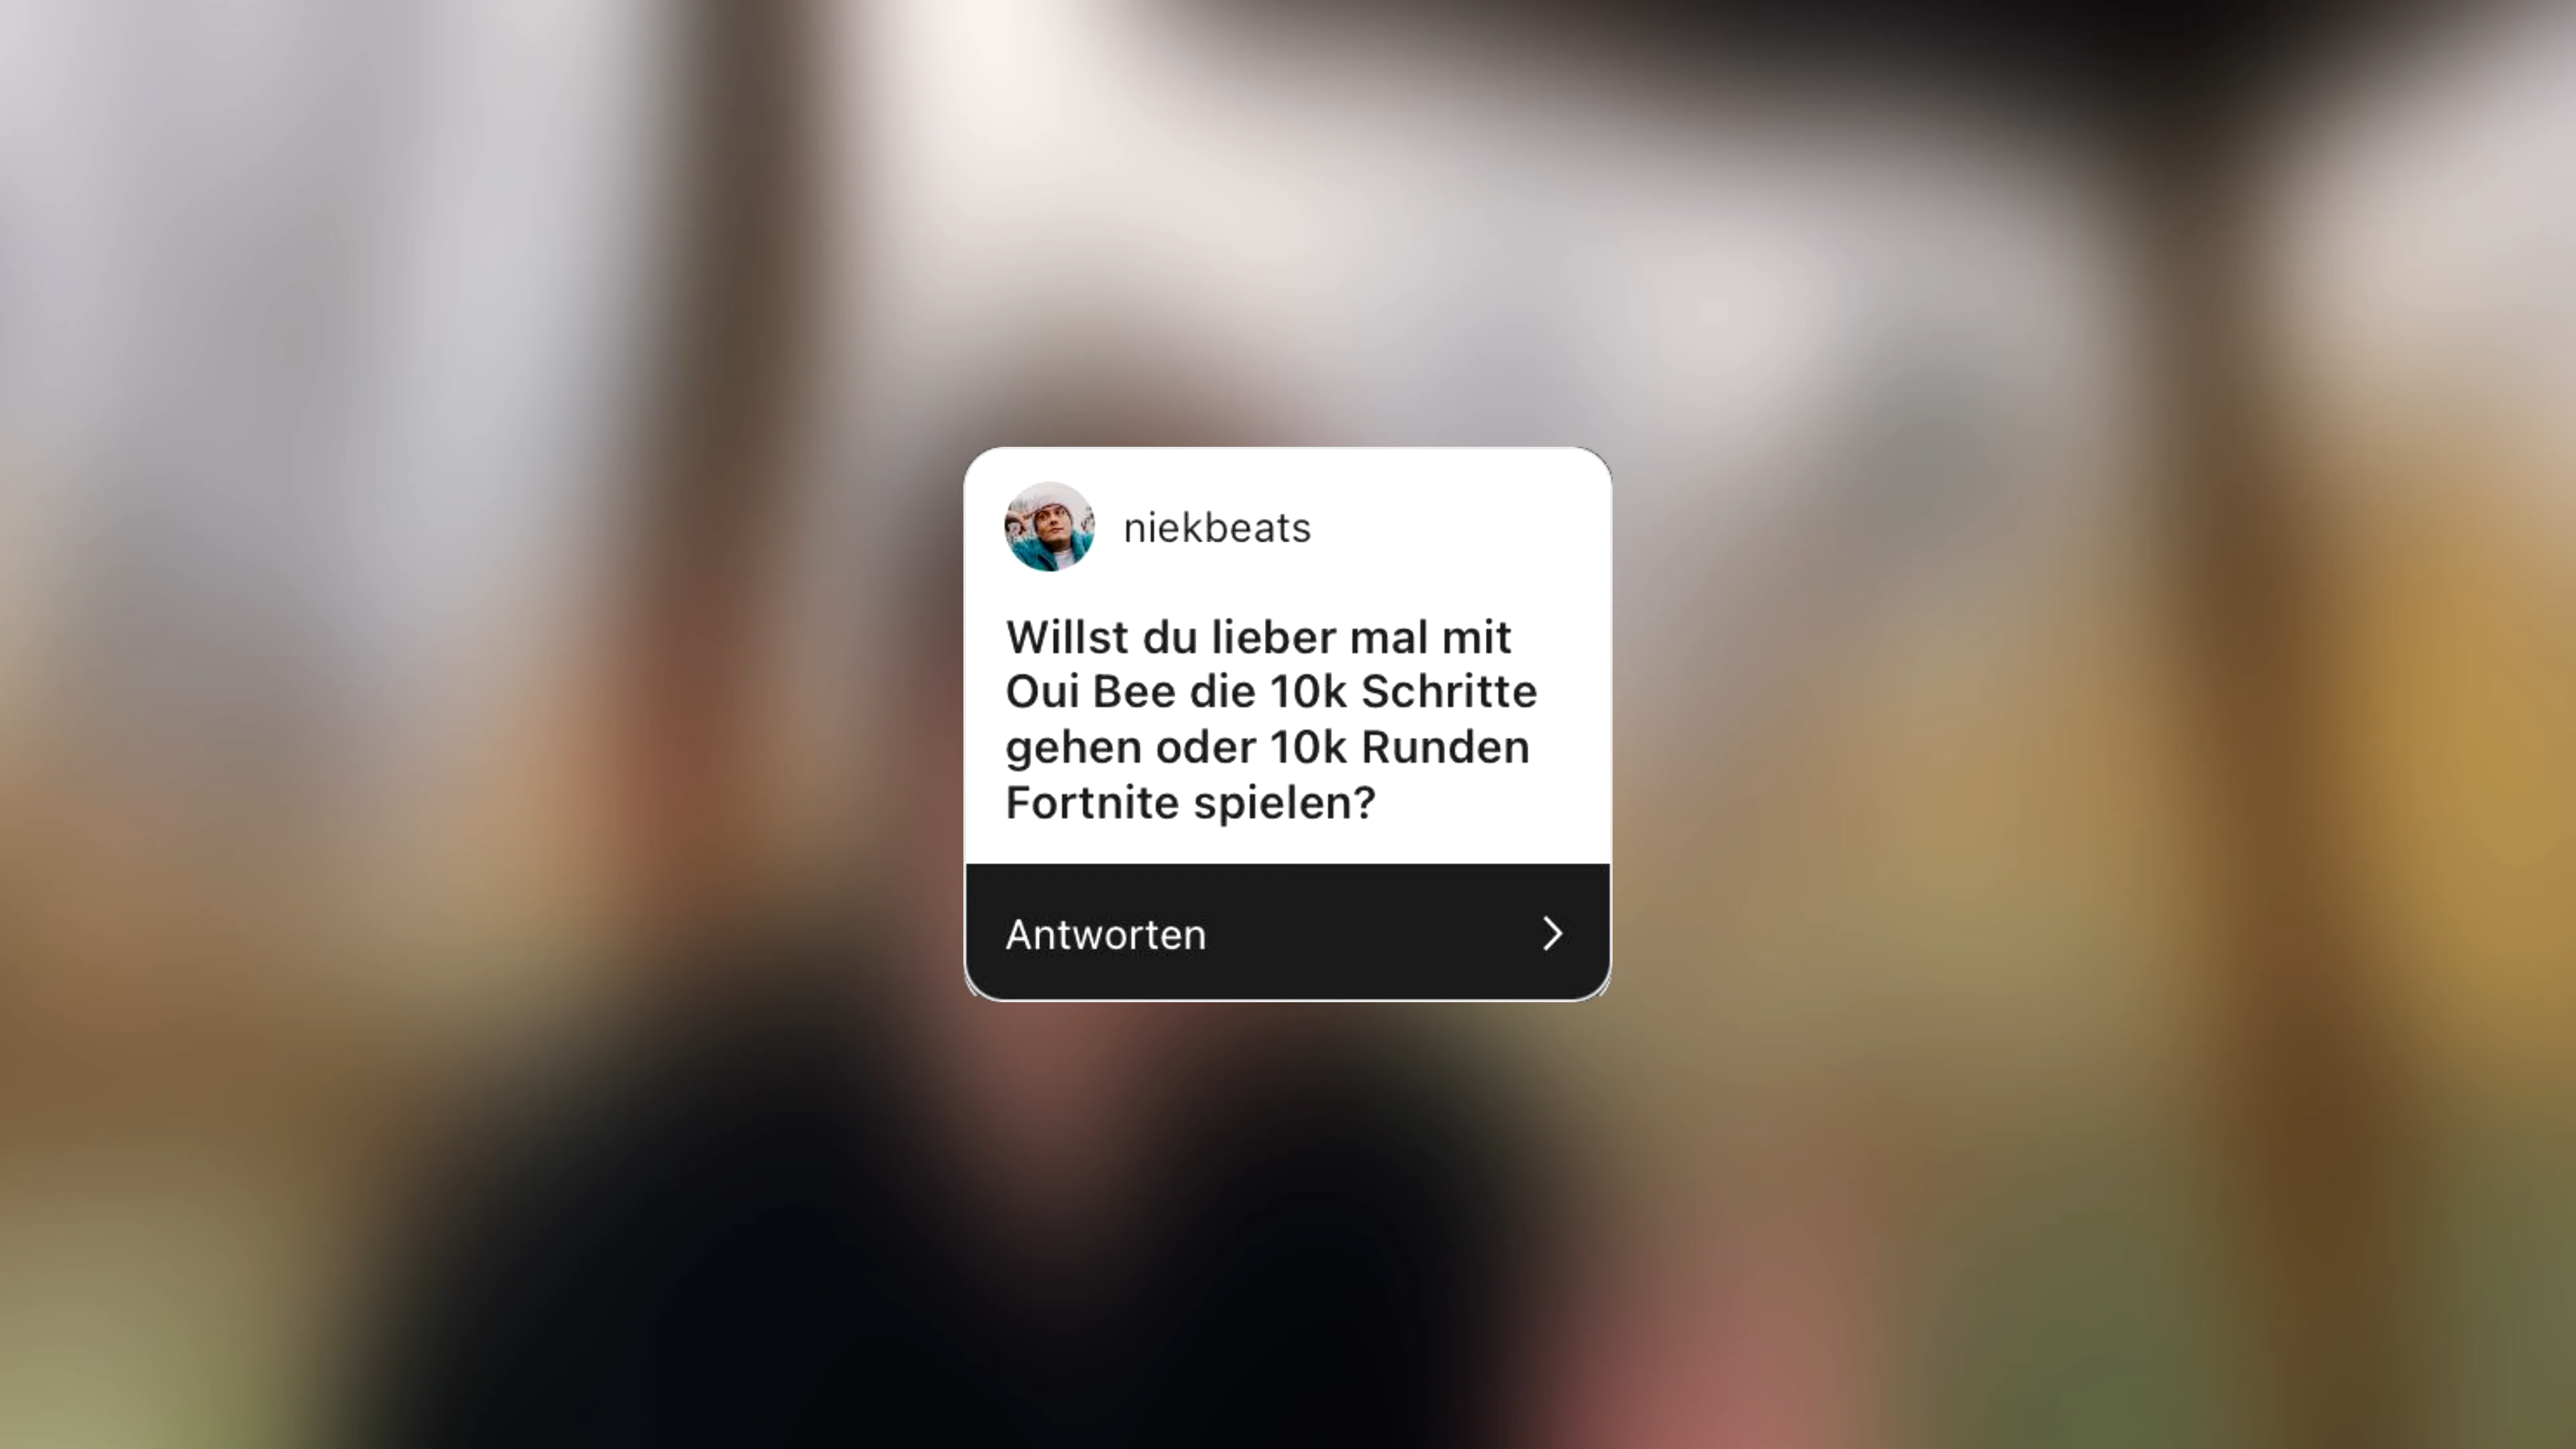 niekbeats
Willst du lieber mal mit
Oui Bee die 10k Schritte
gehen oder 10k Runden
Fortnite spielen?
Antworten